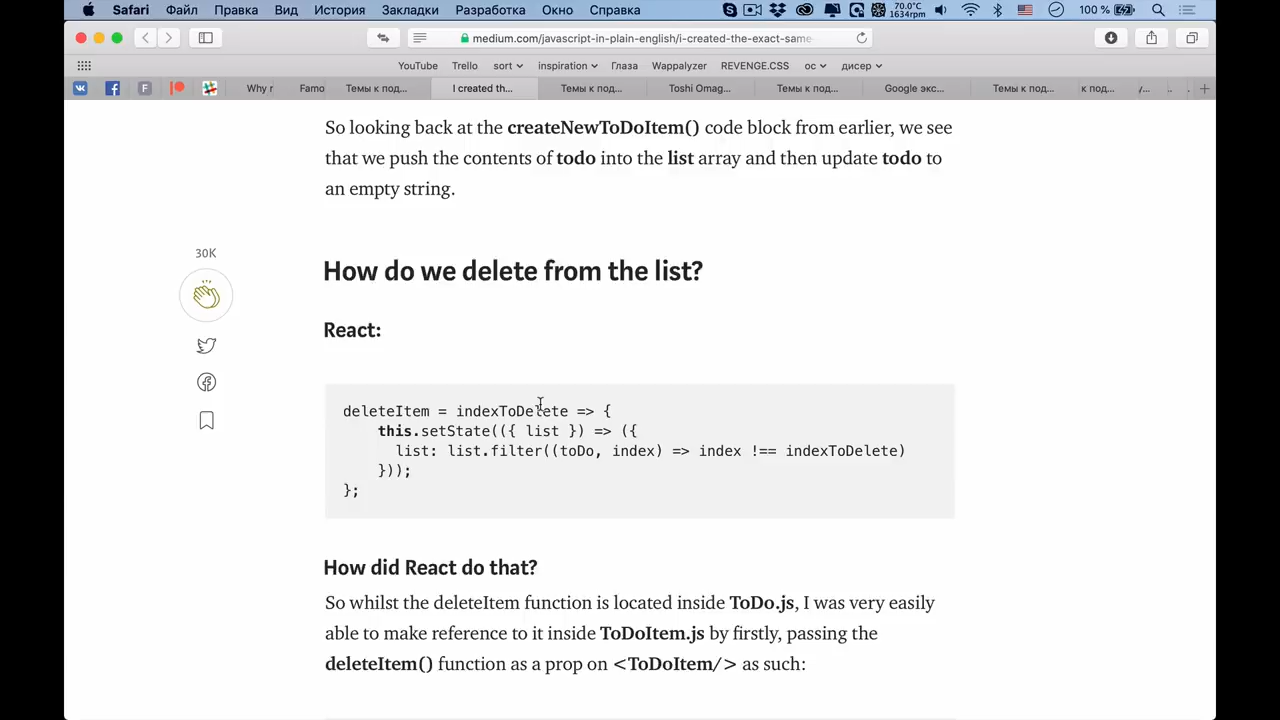 Safari Файл Правка Вид История Закладки Разработка Окно Справка 70.0°C 1634rpm 100 %
medium.com/javascript-in-plain-english/i-created-the-exact-same-
YouTube Trello sort inspiration Глаза Wappalyzer REVENGE.CSS ос дисер
F Why r Famo Темы к под... I created th... Темы к под... Toshi Omag... Темы к под... Google экс... Темы к под... к под...
So looking back at the createNewToDoItem() code block from earlier, we see
that we push the contents of todo into the list array and then update todo to
an empty string.
30K
How do we delete from the list?
React:
deleteItem = indexToDelete => {
this.setState(({ list }) => ({
list: list.filter((toDo, index) => index !== indexToDelete)
}));
};
How did React do that?
So whilst the deleteItem function is located inside ToDo.js, I was very easily
able to make reference to it inside ToDoItem.js by firstly, passing the
deleteItem() function as a prop on <ToDoItem/> as such: